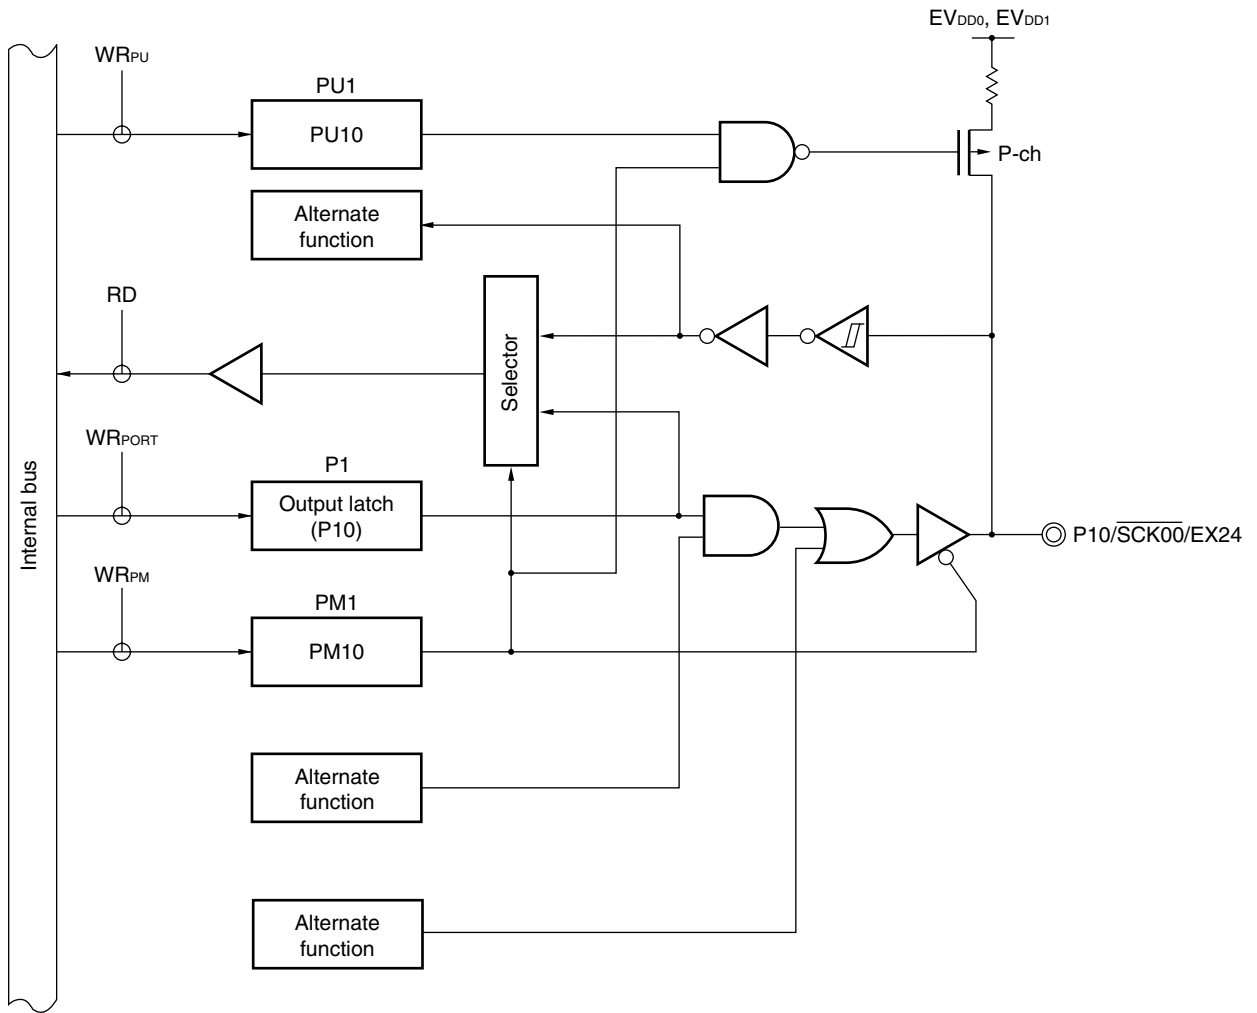 EVDD0, EVDD1
WRPU
PU1
PU10
P-ch
Alternate
function
RD
Selector
WRPORT
P1
Output latch
(P10)
Internal bus
P10/SCK00/EX24
WRPM
PM1
PM10
Alternate
function
Alternate
function